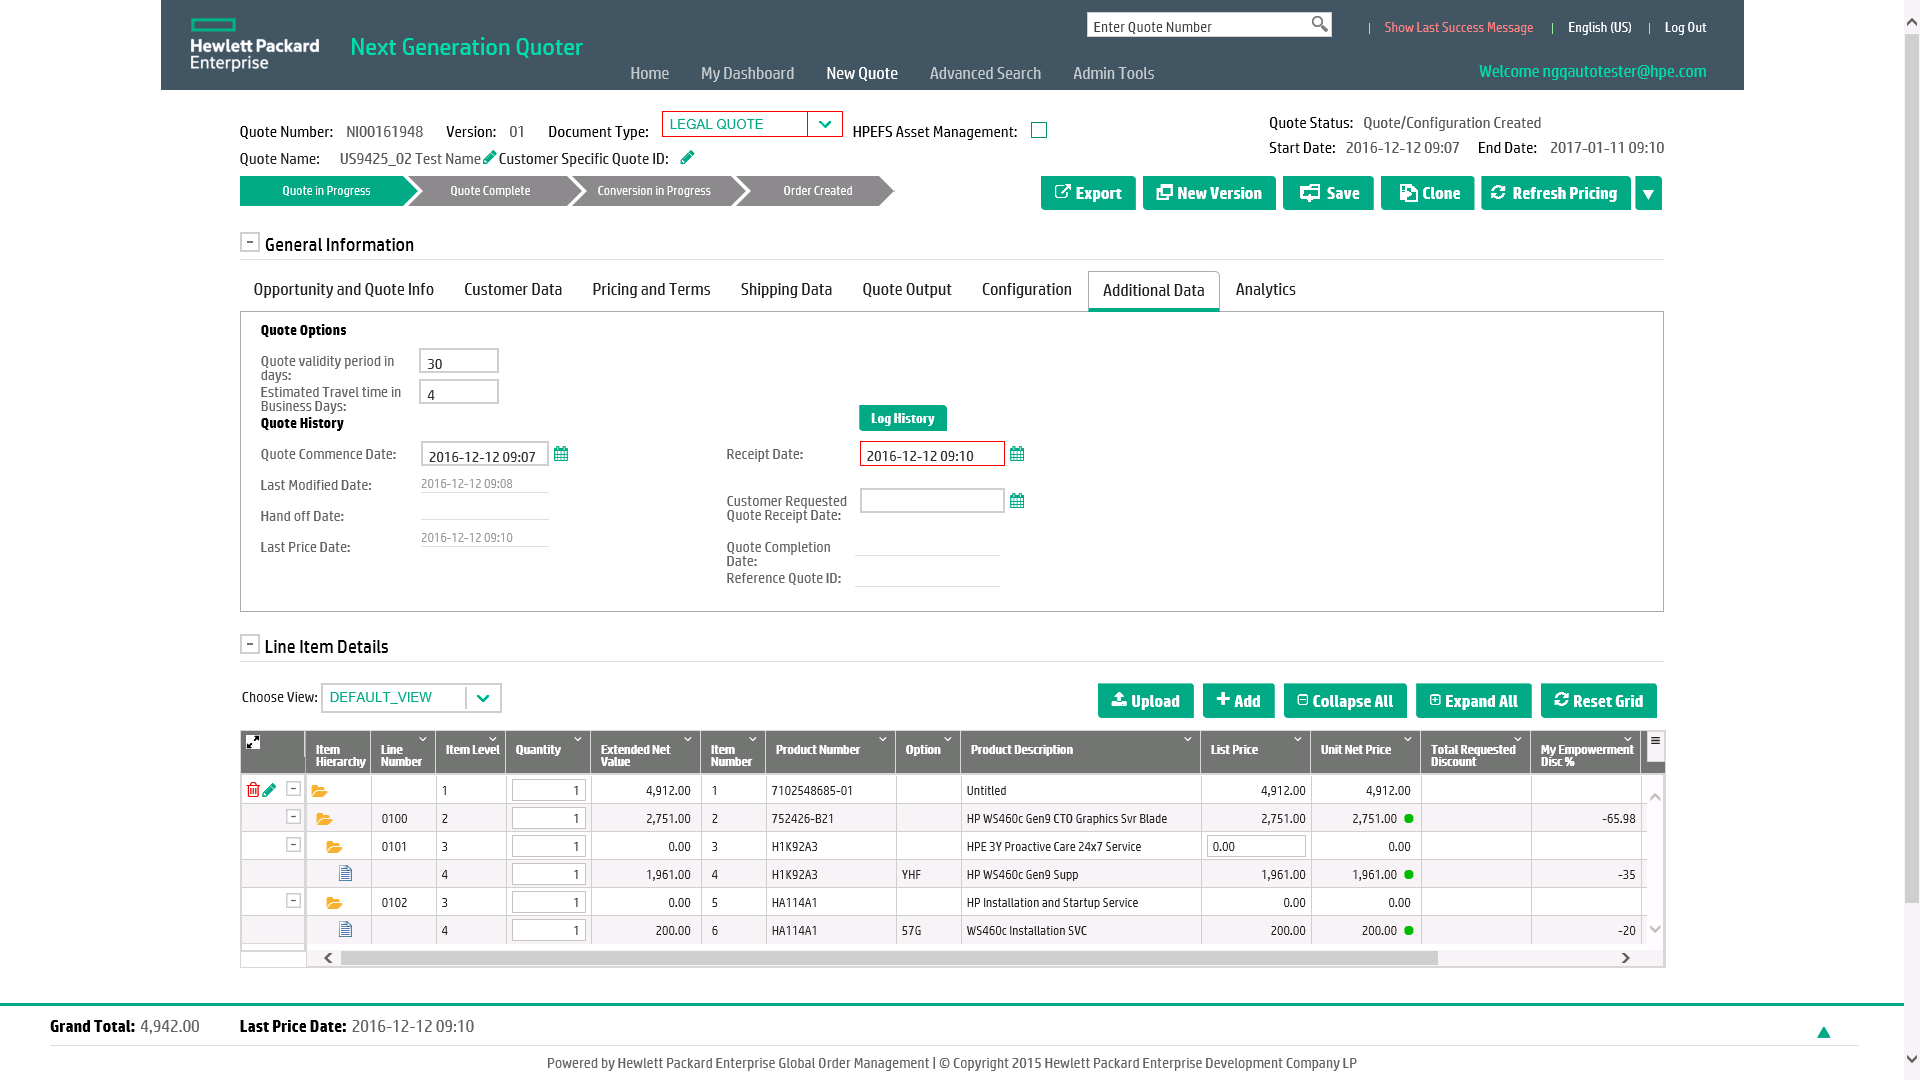 Hewlett Packard
Enterprise
Next Generation Quoter
Enter Quote Number
| Show Last Success Message | English (US) | Log Out
Home My Dashboard New Quote Advanced Search Admin Tools
Welcome ngqautotester@hpe.com
Quote Number: NI00161948 Version: 01 Document Type: LEGAL QUOTE HPEFS Asset Management:
Quote Status: Quote/Configuration Created
Quote Name: US9425_02 Test Name Customer Specific Quote ID:
Start Date: 2016-12-12 09:07 End Date: 2017-01-11 09:10
Quote in Progress Quote Complete Conversion in Progress Order Created
Export New Version Save Clone Refresh Pricing
General Information
Opportunity and Quote Info Customer Data Pricing and Terms Shipping Data Quote Output Configuration Additional Data Analytics
Quote Options
Quote validity period in
days:
30
Estimated Travel time in
Business Days:
4
Quote History
Log History
Quote Commence Date: 2016-12-12 09:07
Receipt Date: 2016-12-12 09:10
Last Modified Date: 2016-12-12 09:08
Customer Requested
Quote Receipt Date:
Hand off Date:
Last Price Date: 2016-12-12 09:10
Quote Completion
Date:
Reference Quote ID:
Line Item Details
Choose View: DEFAULT_VIEW
Upload Add Collapse All Expand All Reset Grid
Item Hierarchy Line Number Item Level Quantity Extended Net Value Item Number Product Number Option Product Description List Price Unit Net Price Total Requested Discount My Empowerment Disc %
1 1 4,912.00 1 7102548685-01 Untitled 4,912.00 4,912.00
0100 2 1 2,751.00 2 752426-B21 HP WS460c Gen9 CTO Graphics Svr Blade 2,751.00 2,751.00 -65.98
0101 3 1 0.00 3 H1K92A3 HPE 3Y Proactive Care 24x7 Service 0.00 0.00
4 1 1,961.00 4 H1K92A3 YHF HP WS460c Gen9 Supp 1,961.00 1,961.00 -35
0102 3 1 0.00 5 HA114A1 HP Installation and Startup Service 0.00 0.00
4 1 200.00 6 HA114A1 57G WS460c Installation SVC 200.00 200.00 -20
Grand Total: 4,942.00 Last Price Date: 2016-12-12 09:10
Powered by Hewlett Packard Enterprise Global Order Management | © Copyright 2015 Hewlett Packard Enterprise Development Company LP